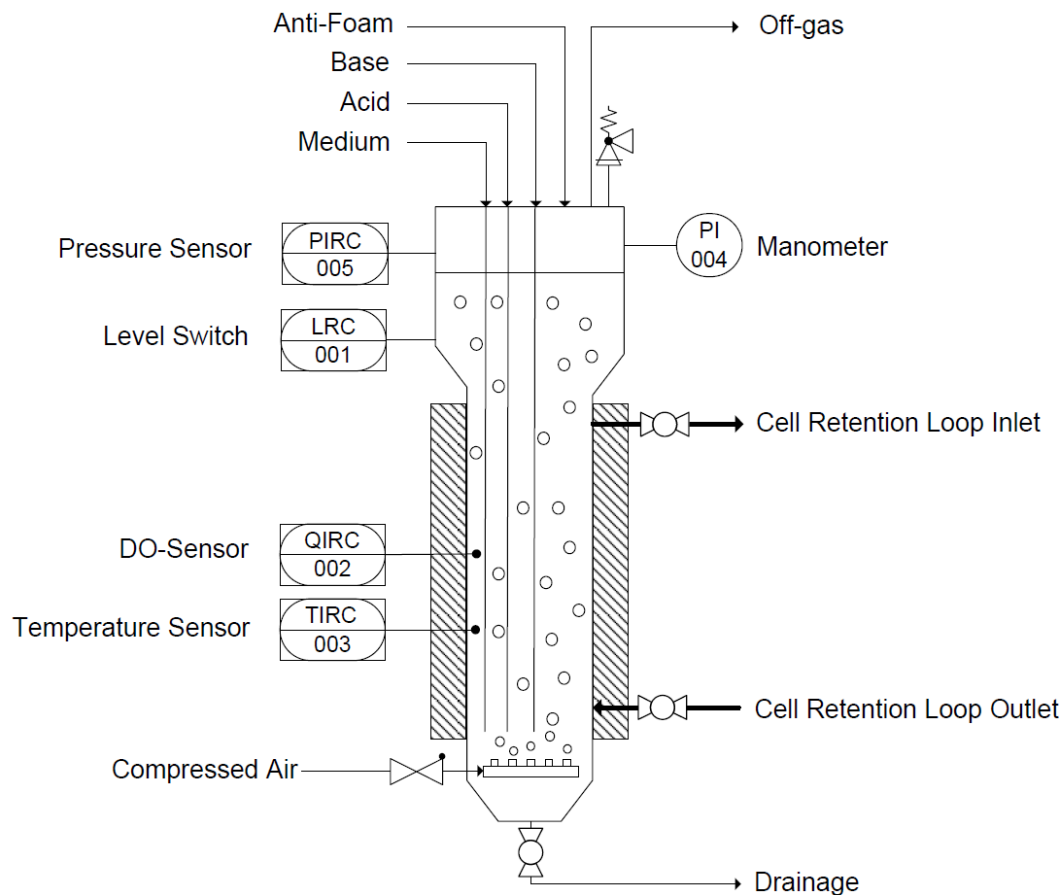 Anti-Foam
Off-gas
Base
Acid
Medium
Pressure Sensor
PIRC
005
PI
004
Manometer
Level Switch
LRC
001
Cell Retention Loop Inlet
DO-Sensor
QIRC
002
Temperature Sensor
TIRC
003
Cell Retention Loop Outlet
Compressed Air
Drainage